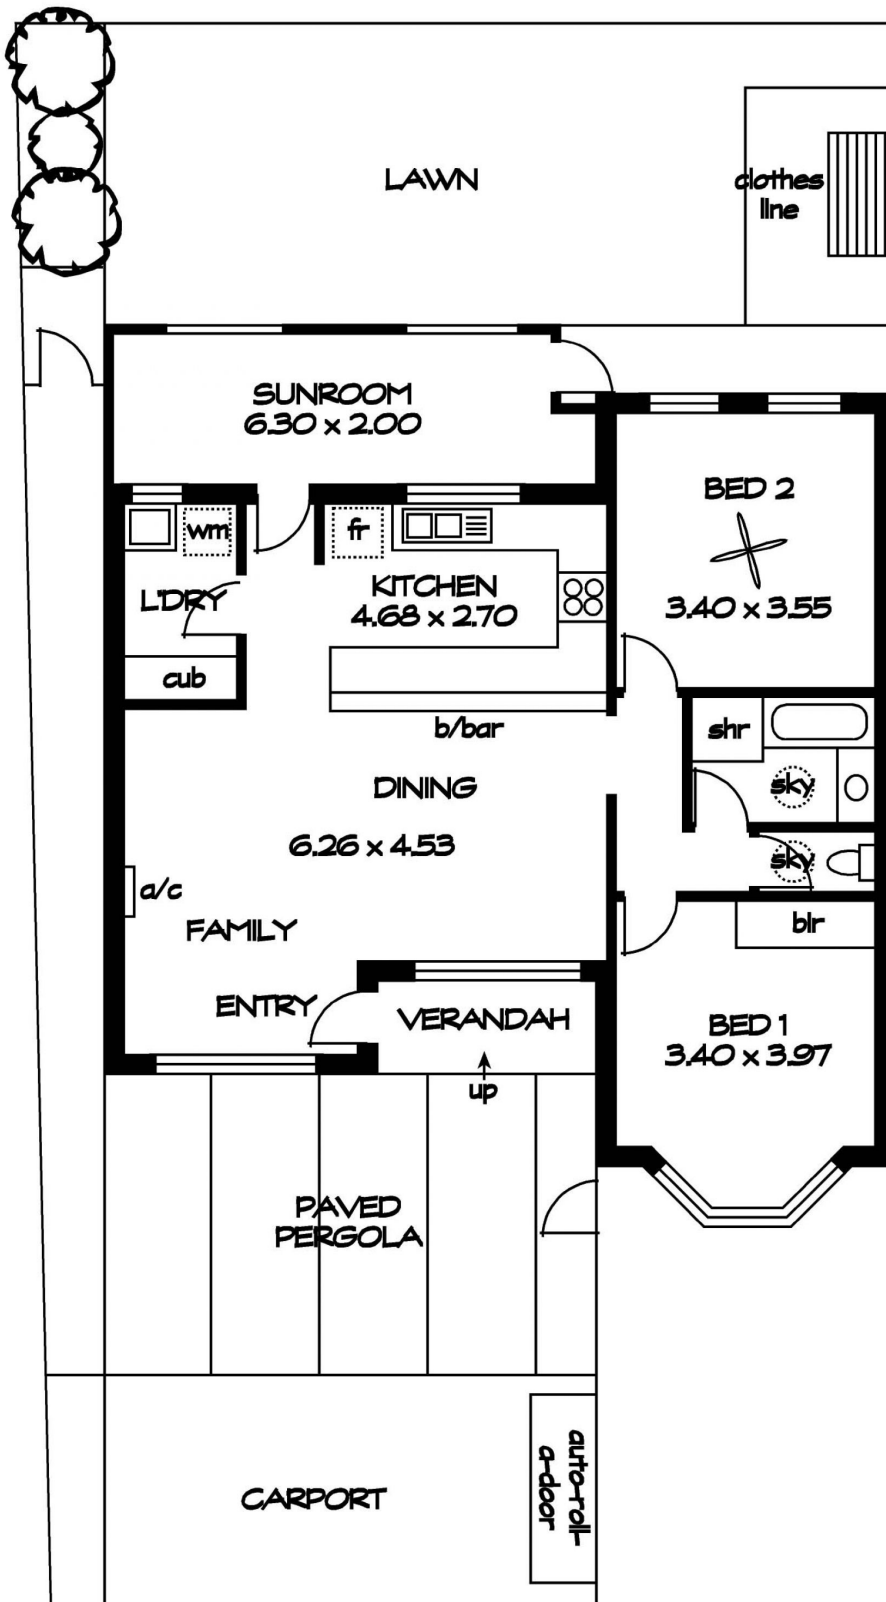 LAWN
clothes
line
SUNROOM
6.30 x 2.00
BED 2
3.40 x 3.55
wm
fr
KITCHEN
4.68 x 2.70
L'DRY
cub
b/bar
shr
sky
DINING
6.26 x 4.53
sky
a/c
FAMILY
bir
ENTRY
VERANDAH
BED 1
3.40 x 3.97
up
PAVED
PERGOLA
CARPORT
auto-roll-
a-door